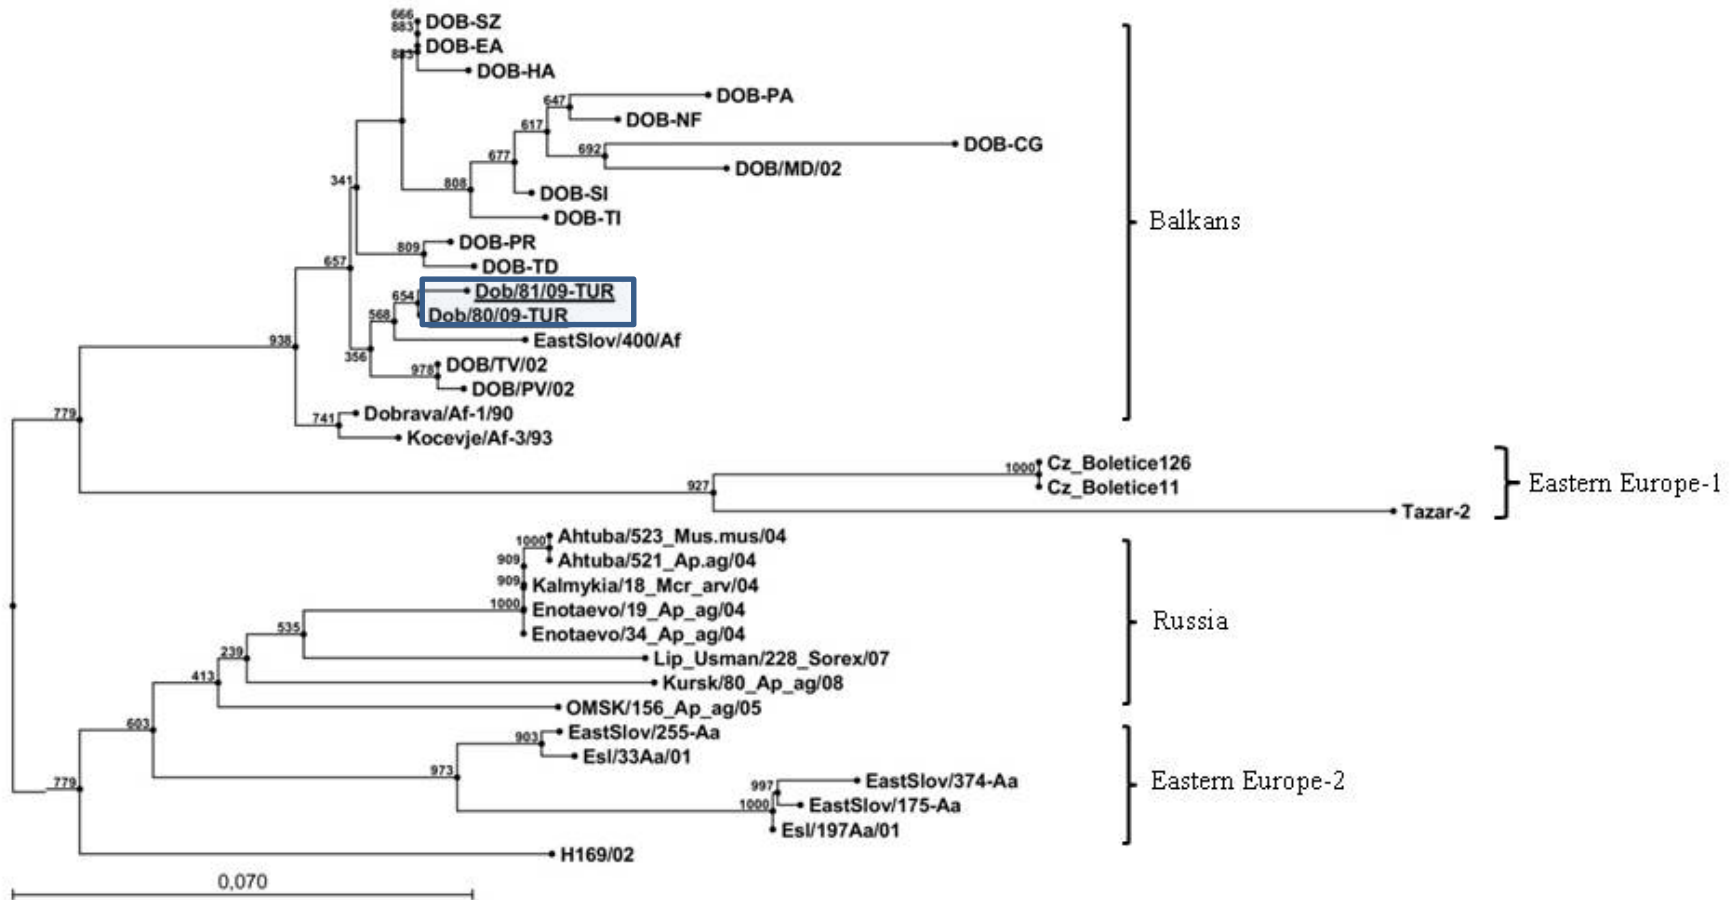 666
883
DOB-SZ
DOB-EA
883
DOB-HA
DOB-PA
647
DOB-NF
617
DOB-CG
692
677
DOB/MD/02
808
DOB-SI
341
DOB-TI
Balkans
DOB-PR
809
DOB-TD
657
Dob/81/09-TUR
654
Dob/80/09-TUR
568
EastSlov/400/Af
938
356
DOB/TV/02
978
DOB/PV/02
779
Dobrava/Af-1/90
741
Kocevje/Af-3/93
Cz_Boletice126
1000
Cz_Boletice11
Eastern Europe-1
927
Tazar-2
Ahtuba/523_Mus.mus/04
1000
Ahtuba/521_Ap.ag/04
909
909
Kalmykia/18_Mcr_arv/04
1000
Enotaevo/19_Ap_ag/04
Russia
535
Enotaevo/34_Ap_ag/04
239
Lip_Usman/228_Sorex/07
413
Kursk/80_Ap_ag/08
OMSK/156_Ap_ag/05
603
EastSlov/255-Aa
903
Esl/33Aa/01
973
779
EastSlov/374-Aa
Eastern Europe-2
997
1000
EastSlov/175-Aa
Esl/197Aa/01
H169/02
0,070